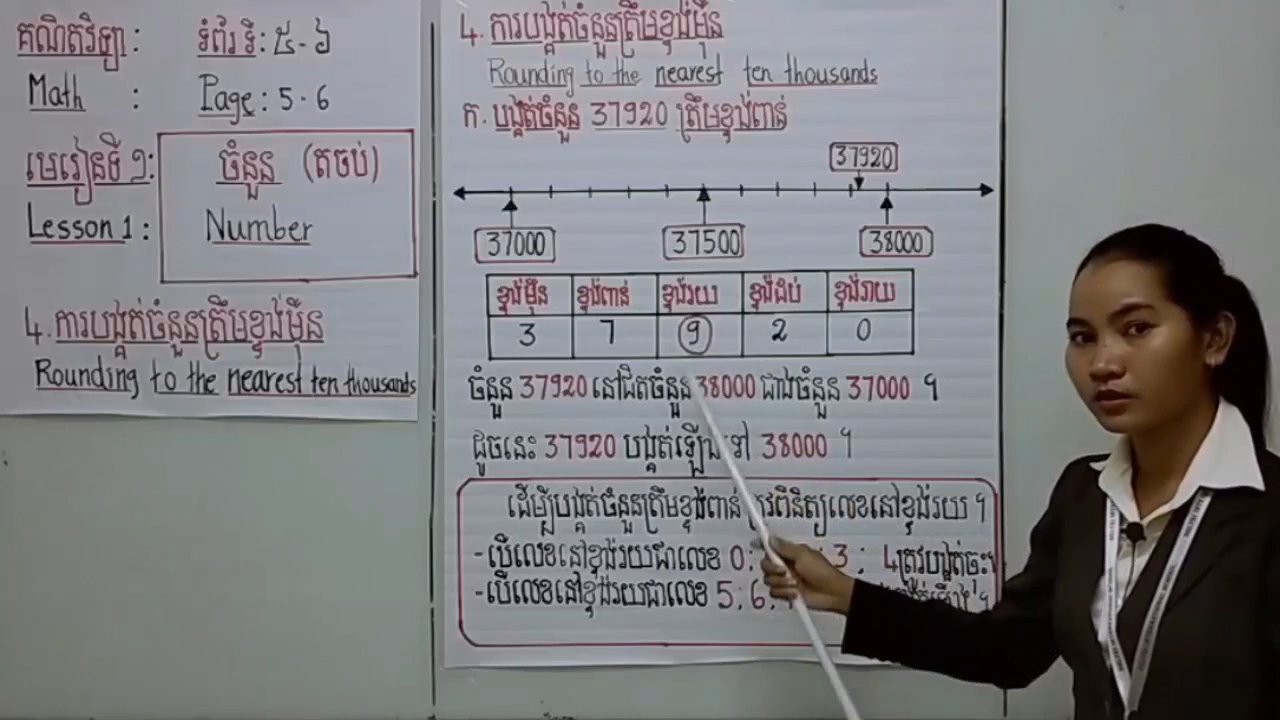 គណិតវិទ្យា : ទំព័រទី : ៥-៦
Math : Page : 5-6
មេរៀនទី ១: ចំនួន (តចប់)
Lesson 1 : Number
៤. ការបង្គត់ចំនួនត្រឹមខ្ទង់ម៉ឺន
Rounding to the nearest ten thousands
៤. ការបង្គត់ចំនួនត្រឹមខ្ទង់ម៉ឺន
Rounding to the nearest ten thousands
ក. បង្គត់ចំនួន 37920 ត្រឹមខ្ទង់ពាន់
37920
37000 37500 38000
ខ្ទង់ម៉ឺន ខ្ទង់ពាន់ ខ្ទង់រយ ខ្ទង់ដប់ ខ្ទង់រាយ
3 7 9 2 0
ចំនួន 37920 នៅជិតចំនួន 38000 ជាងចំនួន 37000 ។
ដូចនេះ 37920 បង្គត់ឡើងទៅ 38000 ។
ដើម្បីបង្គត់ចំនួនត្រឹមខ្ទង់ពាន់ ត្រូវពិនិត្យលេខនៅខ្ទង់រយ ។
-បើលេខនៅខ្ទង់រយជាលេខ 0; 3 ; 4 ត្រូវបង្គត់ចុះ។
-បើលេខនៅខ្ទង់រយជាលេខ 5; 6; ។